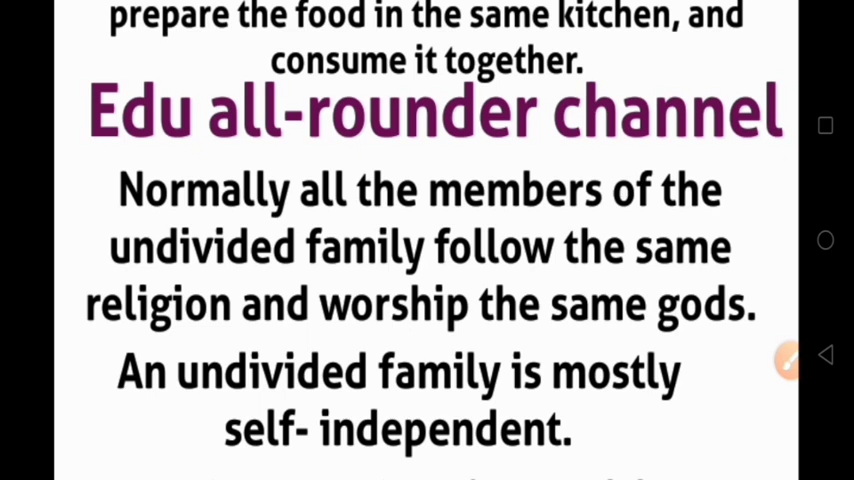 prepare the food in the same kitchen, and
consume it together.
Edu all-rounder channel
Normally all the members of the
undivided family follow the same
religion and worship the same gods.
An undivided family is mostly
self- independent.